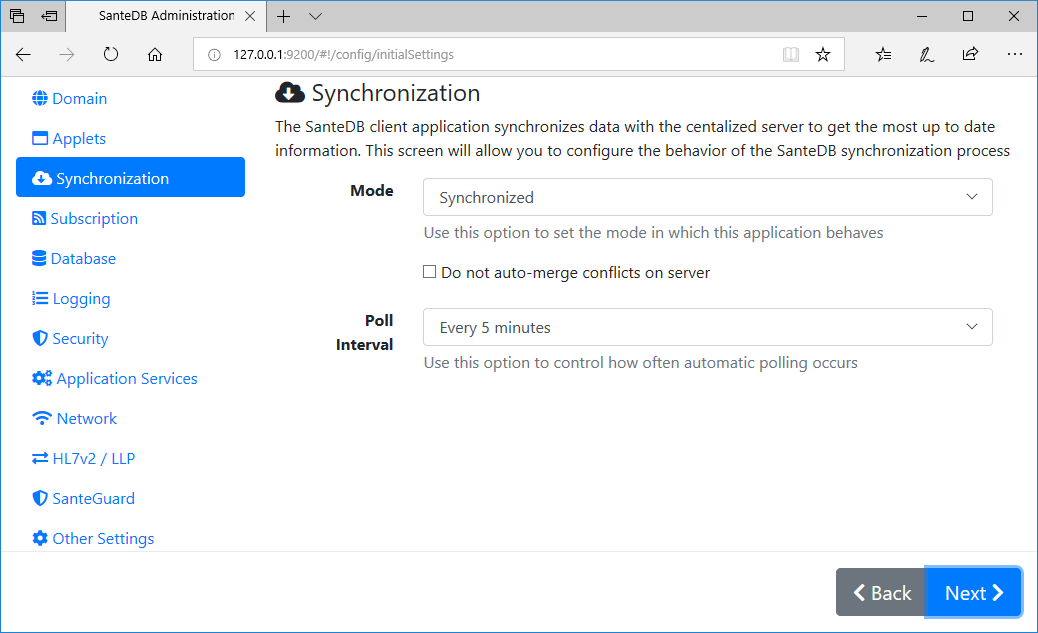 SanteDB Administration
127.0.0.1:9200/#!/config/initialSettings
Domain
Applets
Synchronization
Subscription
Database
Logging
Security
Application Services
Network
HL7v2 / LLP
SanteGuard
Other Settings
Synchronization
The SanteDB client application synchronizes data with the centalized server to get the most up to date
information. This screen will allow you to configure the behavior of the SanteDB synchronization process
Mode
Synchronized
Use this option to set the mode in which this application behaves
Do not auto-merge conflicts on server
Poll
Interval
Every 5 minutes
Use this option to control how often automatic polling occurs
Back
Next